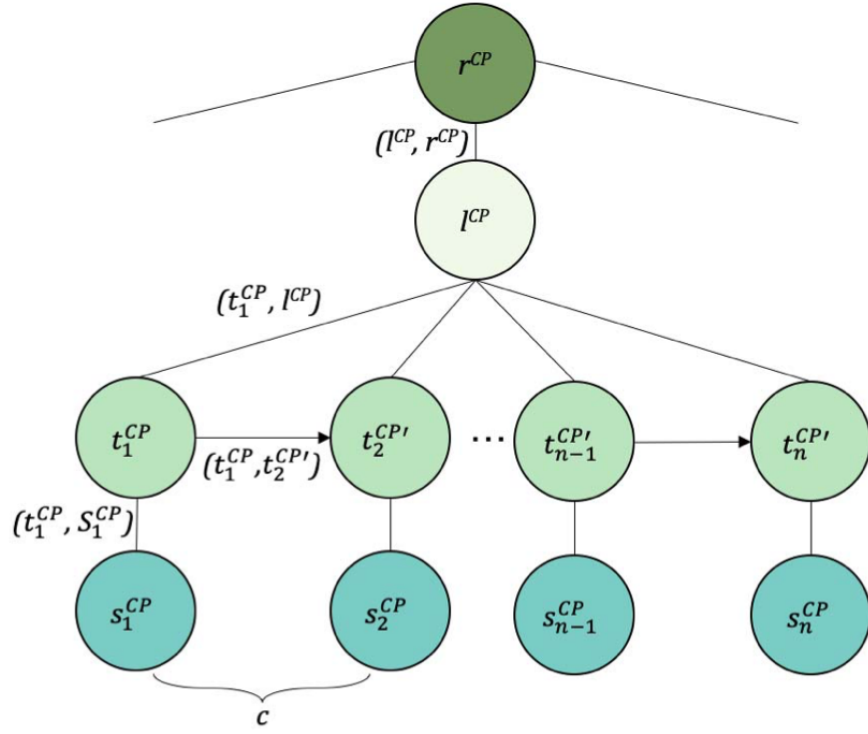 r^{CP}
(l^{CP}, r^{CP})
l^{CP}
(t_1^{CP}, l^{CP})
t_1^{CP} t_2^{CP'} ... t_{n-1}^{CP'} t_n^{CP'}
(t_1^{CP}, t_2^{CP'})
(t_1^{CP}, S_1^{CP})
s_1^{CP} s_2^{CP} s_{n-1}^{CP} s_n^{CP}
c